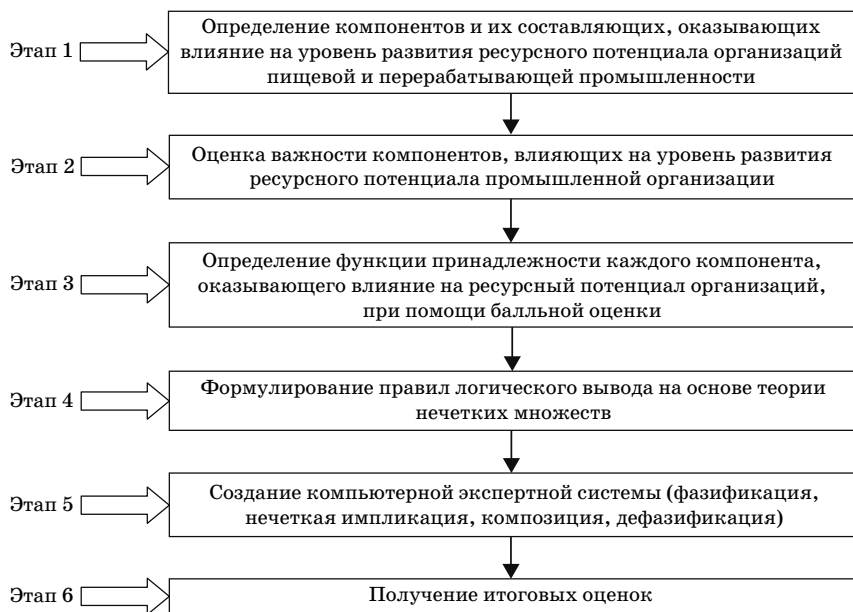 Этап 1
Определение компонентов и их составляющих, оказывающих
влияние на уровень развития ресурсного потенциала организаций
пищевой и перерабатывающей промышленности
Этап 2
Оценка важности компонентов, влияющих на уровень развития
ресурсного потенциала промышленной организации
Этап 3
Определение функции принадлежности каждого компонента,
оказывающего влияние на ресурсный потенциал организаций,
при помощи балльной оценки
Этап 4
Формулирование правил логического вывода на основе теории
нечетких множеств
Этап 5
Создание компьютерной экспертной системы (фазификация,
нечеткая импликация, композиция, дефазификация)
Этап 6
Получение итоговых оценок